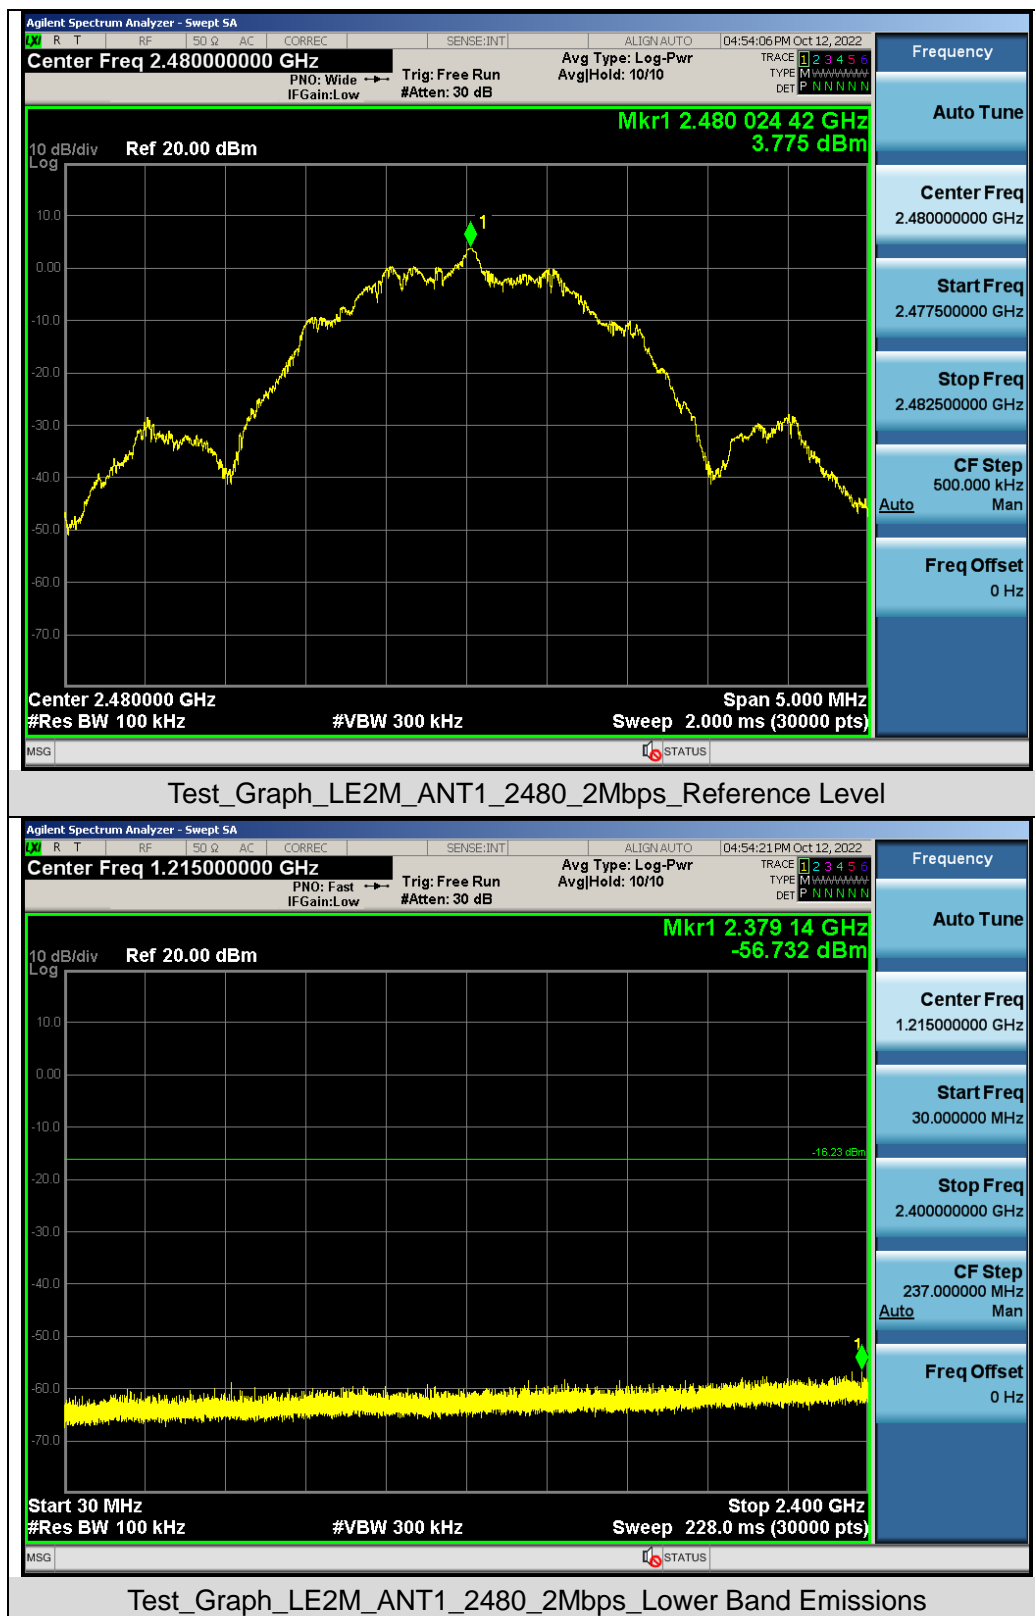 Agilent Spectrum Analyzer - Swept SA
LXI R T RF 50 Ω AC CORREC SENSE:INT ALIGN AUTO 04:54:06 PM Oct 12, 2022
Center Freq 2.480000000 GHz
PNO: Wide
IFGain:Low
Trig: Free Run
#Atten: 30 dB
Avg Type: Log-Pwr
Avg|Hold: 10/10
TRACE 1 2 3 4 5 6
TYPE M WWWWW
DET P N N N N N
Mkr1 2.480 024 42 GHz
3.775 dBm
10 dB/div Ref 20.00 dBm
Log
10.0
0.00
-10.0
-20.0
-30.0
-40.0
-50.0
-60.0
-70.0
1
Center 2.480000 GHz Span 5.000 MHz
#Res BW 100 kHz #VBW 300 kHz Sweep 2.000 ms (30000 pts)
MSG STATUS
Frequency
Auto Tune
Center Freq
2.480000000 GHz
Start Freq
2.477500000 GHz
Stop Freq
2.482500000 GHz
CF Step
500.000 kHz
Auto Man
Freq Offset
0 Hz
Test_Graph_LE2M_ANT1_2480_2Mbps_Reference Level
Agilent Spectrum Analyzer - Swept SA
LXI R T RF 50 Ω AC CORREC SENSE:INT ALIGN AUTO 04:54:21 PM Oct 12, 2022
Center Freq 1.215000000 GHz
PNO: Fast
IFGain:Low
Trig: Free Run
#Atten: 30 dB
Avg Type: Log-Pwr
Avg|Hold: 10/10
TRACE 1 2 3 4 5 6
TYPE M WWWWW
DET P N N N N N
Mkr1 2.379 14 GHz
-56.732 dBm
10 dB/div Ref 20.00 dBm
Log
10.0
0.00
-10.0
-20.0
-30.0
-40.0
-50.0
-60.0
-70.0
-16.23 dBm
1
Start 30 MHz Stop 2.400 GHz
#Res BW 100 kHz #VBW 300 kHz Sweep 228.0 ms (30000 pts)
MSG STATUS
Frequency
Auto Tune
Center Freq
1.215000000 GHz
Start Freq
30.000000 MHz
Stop Freq
2.400000000 GHz
CF Step
237.000000 MHz
Auto Man
Freq Offset
0 Hz
Test_Graph_LE2M_ANT1_2480_2Mbps_Lower Band Emissions